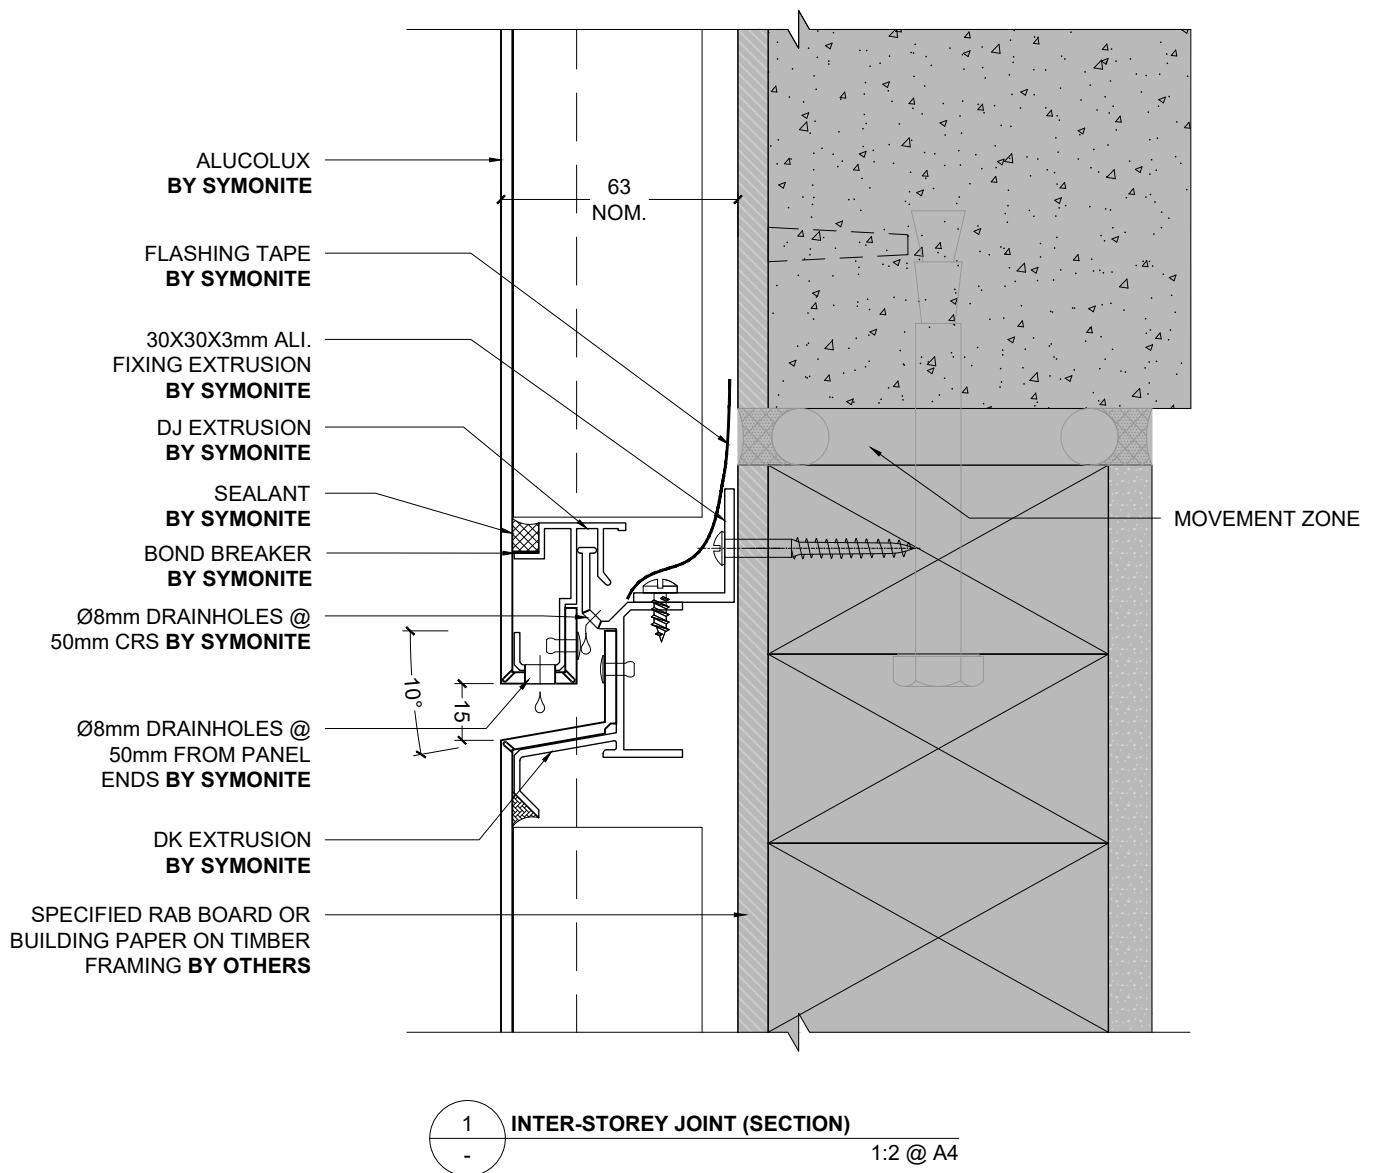 ALUCOLUX
BY SYMONITE
63
NOM.
FLASHING TAPE
BY SYMONITE
30X30X3mm ALI.
FIXING EXTRUSION
BY SYMONITE
DJ EXTRUSION
BY SYMONITE
SEALANT
BY SYMONITE
MOVEMENT ZONE
BOND BREAKER
BY SYMONITE
Ø8mm DRAINHOLES @
50mm CRS BY SYMONITE
10°
15
Ø8mm DRAINHOLES @
50mm FROM PANEL
ENDS BY SYMONITE
DK EXTRUSION
BY SYMONITE
SPECIFIED RAB BOARD OR
BUILDING PAPER ON TIMBER
FRAMING BY OTHERS
1
-
INTER-STOREY JOINT (SECTION)
1:2 @ A4